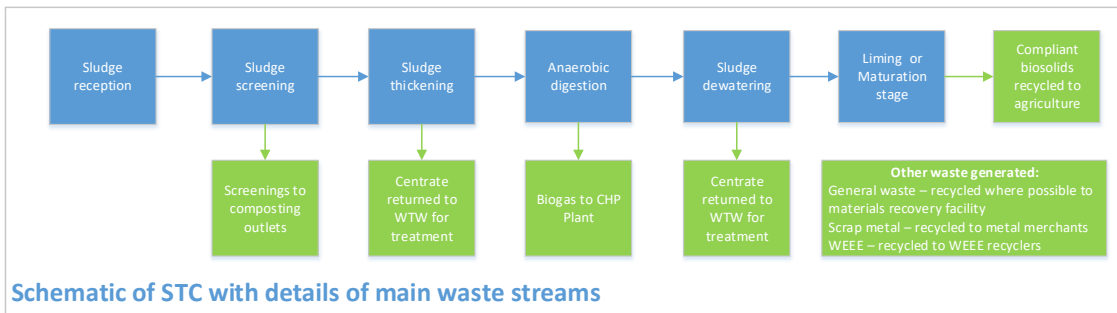 Sludge
reception
Sludge
screening
Sludge
thickening
Anaerobic
digestion
Sludge
dewatering
Liming or
Maturation
stage
Compliant
biosolids
recycled to
agriculture
Screenings to
composting
outlets
Centrate
returned to
WTW for
treatment
Biogas to CHP
Plant
Centrate
returned to
WTW for
treatment
Other waste generated:
General waste – recycled where possible to
materials recovery facility
Scrap metal – recycled to metal merchants
WEEE – recycled to WEEE recyclers
Schematic of STC with details of main waste streams